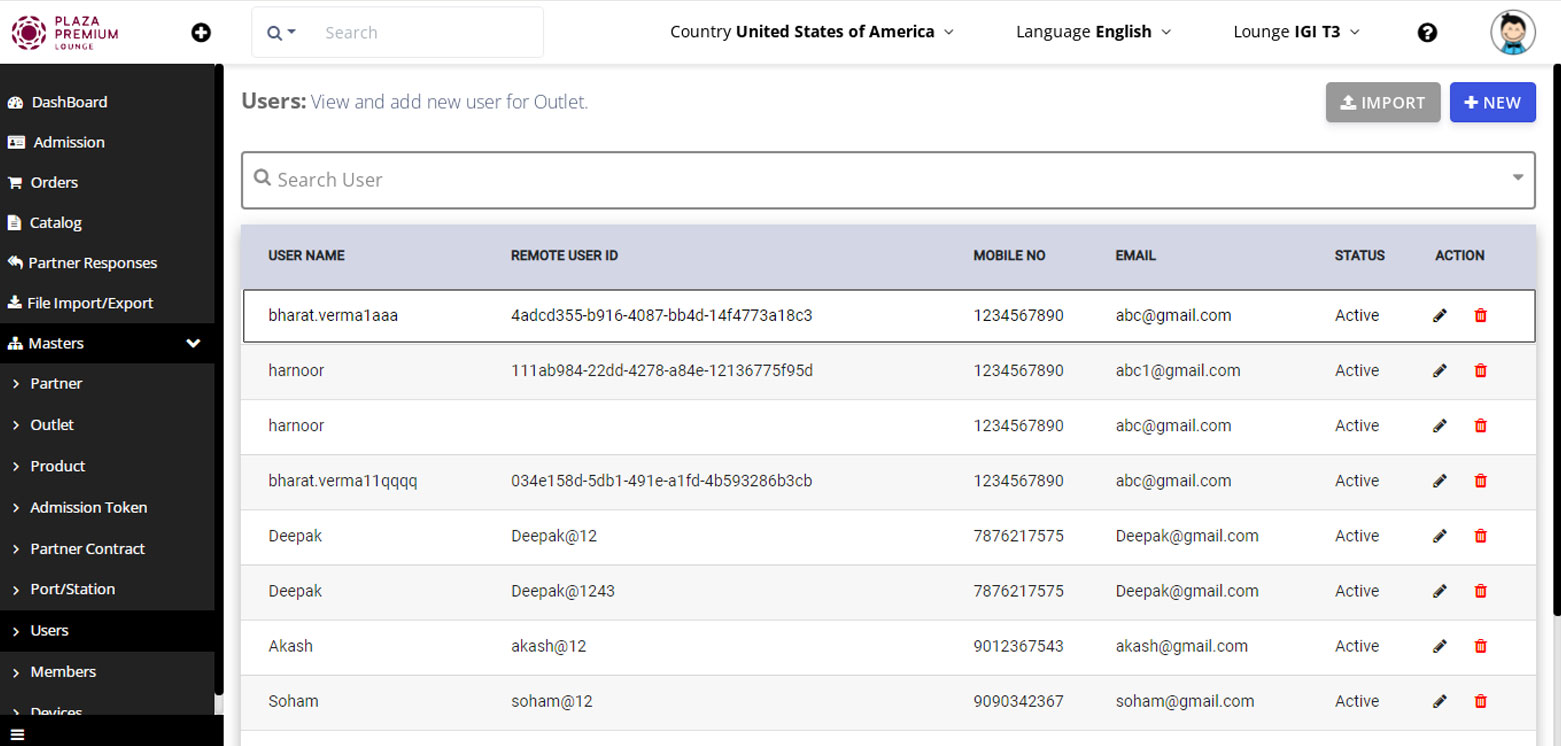 PLAZA
PREMIUM
LOUNGE
Search
Country United States of America
Language English
Lounge IGI T3
DashBoard
Admission
Orders
Catalog
Partner Responses
File Import/Export
Masters
Partner
Outlet
Product
Admission Token
Partner Contract
Port/Station
Users
Members
Devices
Users: View and add new user for Outlet.
IMPORT
NEW
Search User
USER NAME REMOTE USER ID MOBILE NO EMAIL STATUS ACTION
bharat.verma1aaa 4adcd355-b916-4087-bb4d-14f4773a18c3 1234567890 abc@gmail.com Active
harnoor 111ab984-22dd-4278-a84e-12136775f95d 1234567890 abc1@gmail.com Active
harnoor 1234567890 abc@gmail.com Active
bharat.verma11qqqq 034e158d-5db1-491e-a1fd-4b593286b3cb 1234567890 abc@gmail.com Active
Deepak Deepak@12 7876217575 Deepak@gmail.com Active
Deepak Deepak@1243 7876217575 Deepak@gmail.com Active
Akash akash@12 9012367543 akash@gmail.com Active
Soham soham@12 9090342367 soham@gmail.com Active